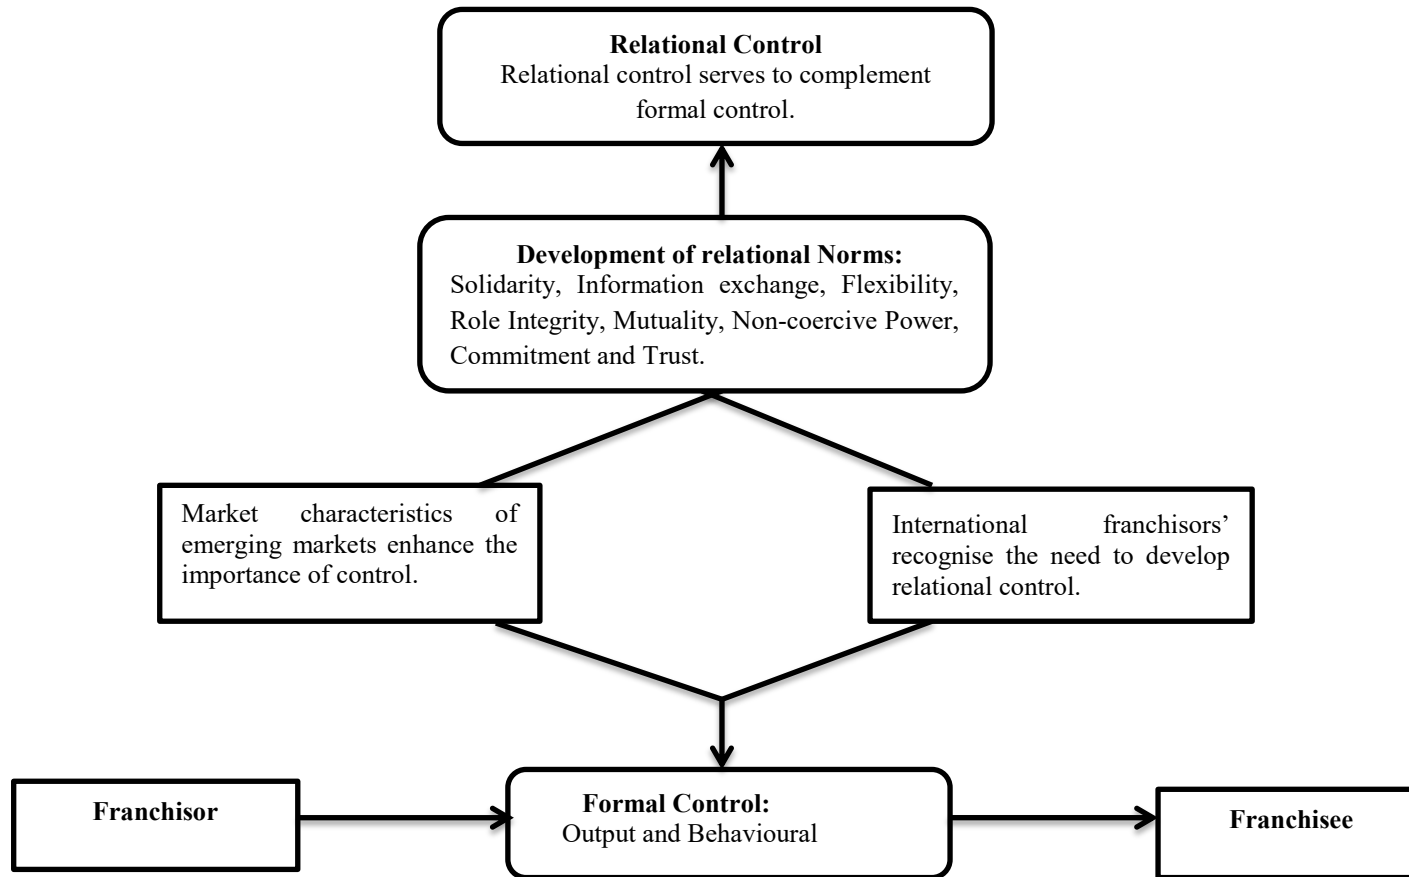 Relational Control
Relational control serves to complement
formal control.
Development of relational Norms:
Solidarity, Information exchange, Flexibility,
Role Integrity, Mutuality, Non-coercive Power,
Commitment and Trust.
Market characteristics of
emerging markets enhance the
importance of control.
International franchisors’
recognise the need to develop
relational control.
Franchisor
Formal Control:
Output and Behavioural
Franchisee